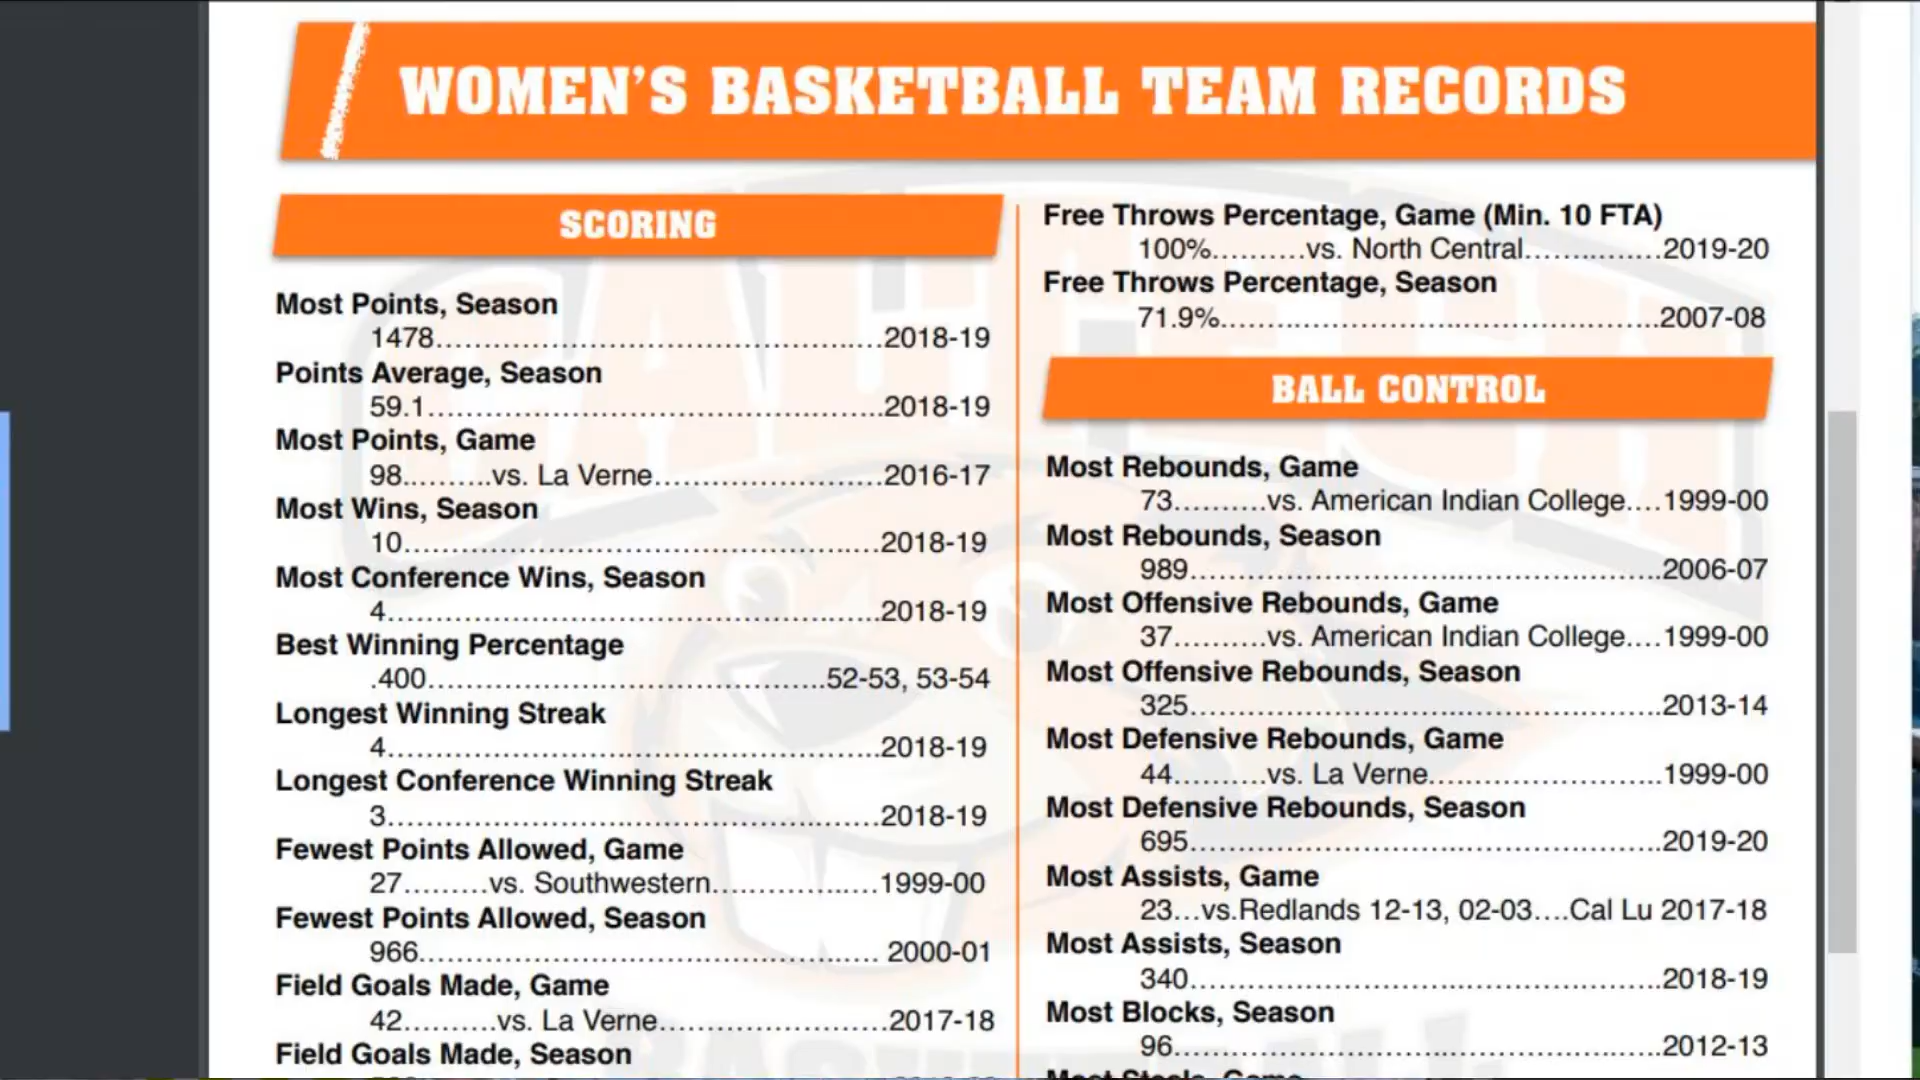 WOMEN'S BASKETBALL TEAM RECORDS
SCORING
Most Points, Season
1478.......................................................2018-19
Points Average, Season
59.1.......................................................2018-19
Most Points, Game
98..........vs. La Verne............................2016-17
Most Wins, Season
10..........................................................2018-19
Most Conference Wins, Season
4............................................................2018-19
Best Winning Percentage
.400................................................52-53, 53-54
Longest Winning Streak
4............................................................2018-19
Longest Conference Winning Streak
3............................................................2018-19
Fewest Points Allowed, Game
27.........vs. Southwestern....................1999-00
Fewest Points Allowed, Season
966....................................................... 2000-01
Field Goals Made, Game
42..........vs. La Verne............................2017-18
Field Goals Made, Season
Free Throws Percentage, Game (Min. 10 FTA)
100%..........vs. North Central.................2019-20
Free Throws Percentage, Season
71.9%.....................................................2007-08
BALL CONTROL
Most Rebounds, Game
73..........vs. American Indian College....1999-00
Most Rebounds, Season
989.........................................................2006-07
Most Offensive Rebounds, Game
37..........vs. American Indian College....1999-00
Most Offensive Rebounds, Season
325.........................................................2013-14
Most Defensive Rebounds, Game
44..........vs. La Verne............................1999-00
Most Defensive Rebounds, Season
695.........................................................2019-20
Most Assists, Game
23...vs.Redlands 12-13, 02-03....Cal Lu 2017-18
Most Assists, Season
340.........................................................2018-19
Most Blocks, Season
96...........................................................2012-13
Most Steals, Game
CALTECH
BASKETBALL